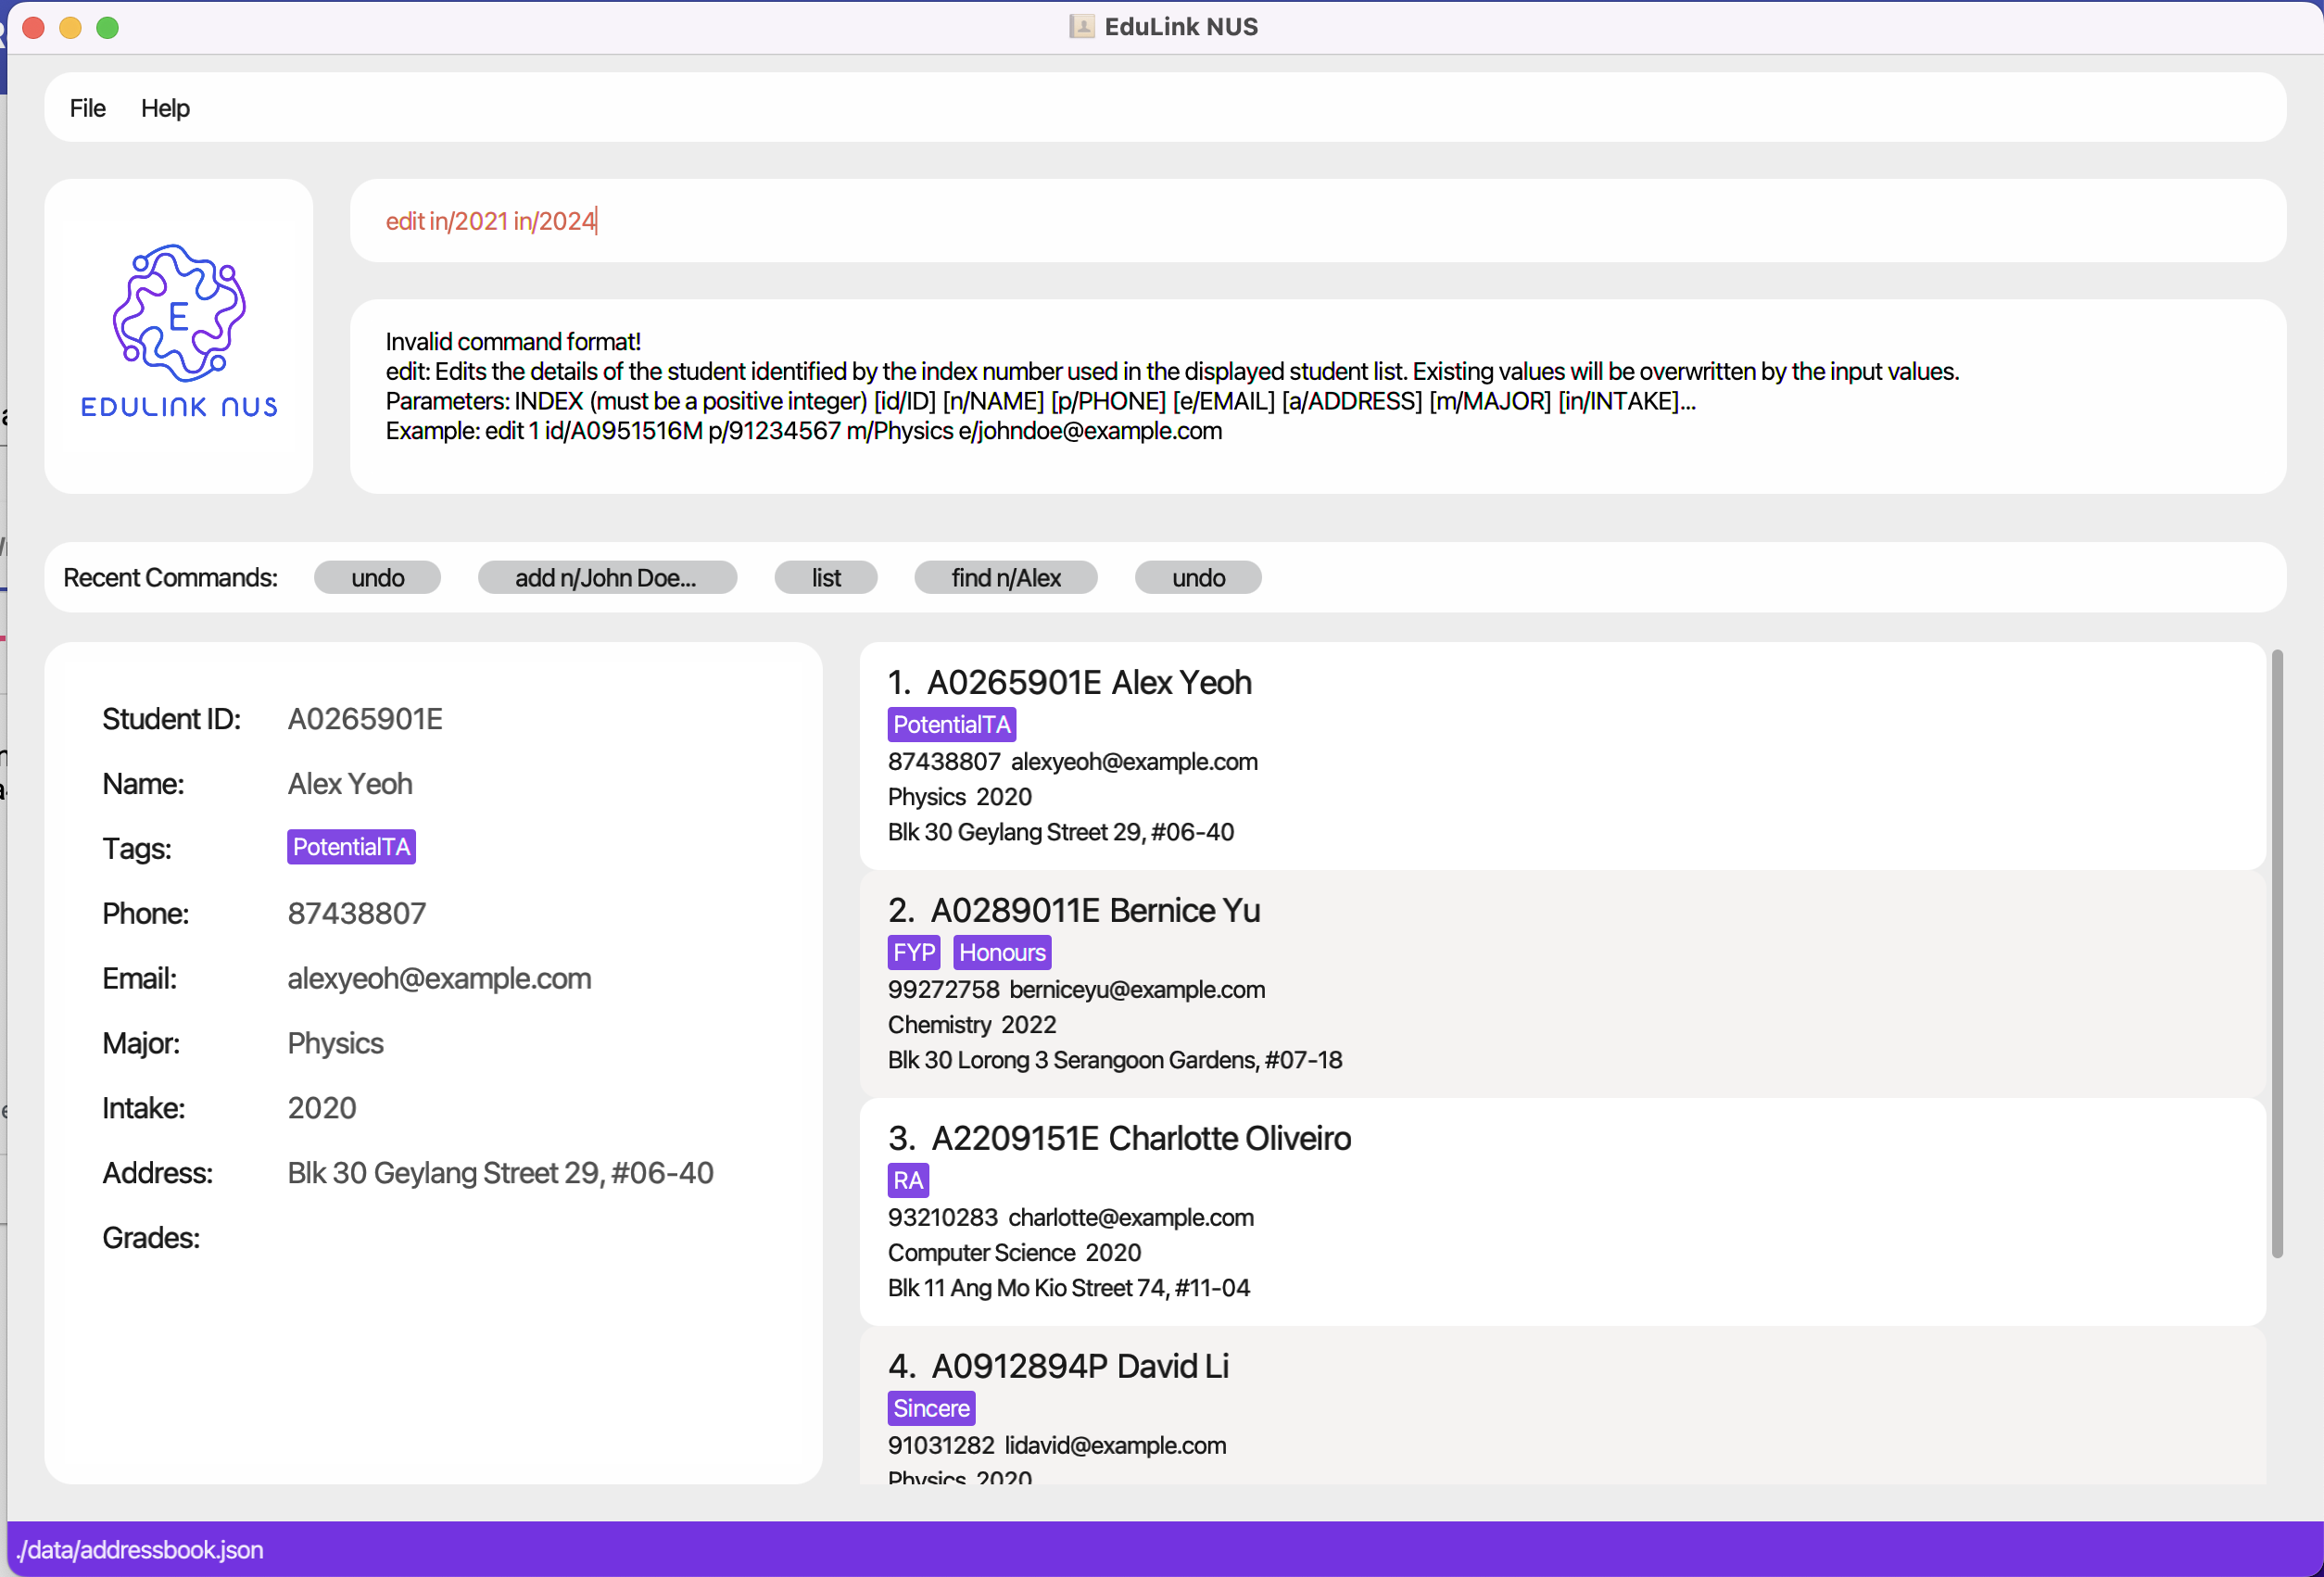 EduLink NUS
File Help
edit in/2021 in/2024
E
EDULINK NUS
Invalid command format!
edit: Edits the details of the student identified by the index number used in the displayed student list. Existing values will be overwritten by the input values.
Parameters: INDEX (must be a positive integer) [id/ID] [n/NAME] [p/PHONE] [e/EMAIL] [a/ADDRESS] [m/MAJOR] [in/INTAKE]...
Example: edit 1 id/A0951516M p/91234567 m/Physics e/johndoe@example.com
Recent Commands: undo add n/John Doe... list find n/Alex undo
Student ID: A0265901E
Name: Alex Yeoh
Tags: PotentialTA
Phone: 87438807
Email: alexyeoh@example.com
Major: Physics
Intake: 2020
Address: Blk 30 Geylang Street 29, #06-40
Grades:
1. A0265901E Alex Yeoh
PotentialTA
87438807 alexyeoh@example.com
Physics 2020
Blk 30 Geylang Street 29, #06-40
2. A0289011E Bernice Yu
FYP Honours
99272758 berniceyu@example.com
Chemistry 2022
Blk 30 Lorong 3 Serangoon Gardens, #07-18
3. A2209151E Charlotte Oliveiro
RA
93210283 charlotte@example.com
Computer Science 2020
Blk 11 Ang Mo Kio Street 74, #11-04
4. A0912894P David Li
Sincere
91031282 lidavid@example.com
Physics 2020
./data/addressbook.json